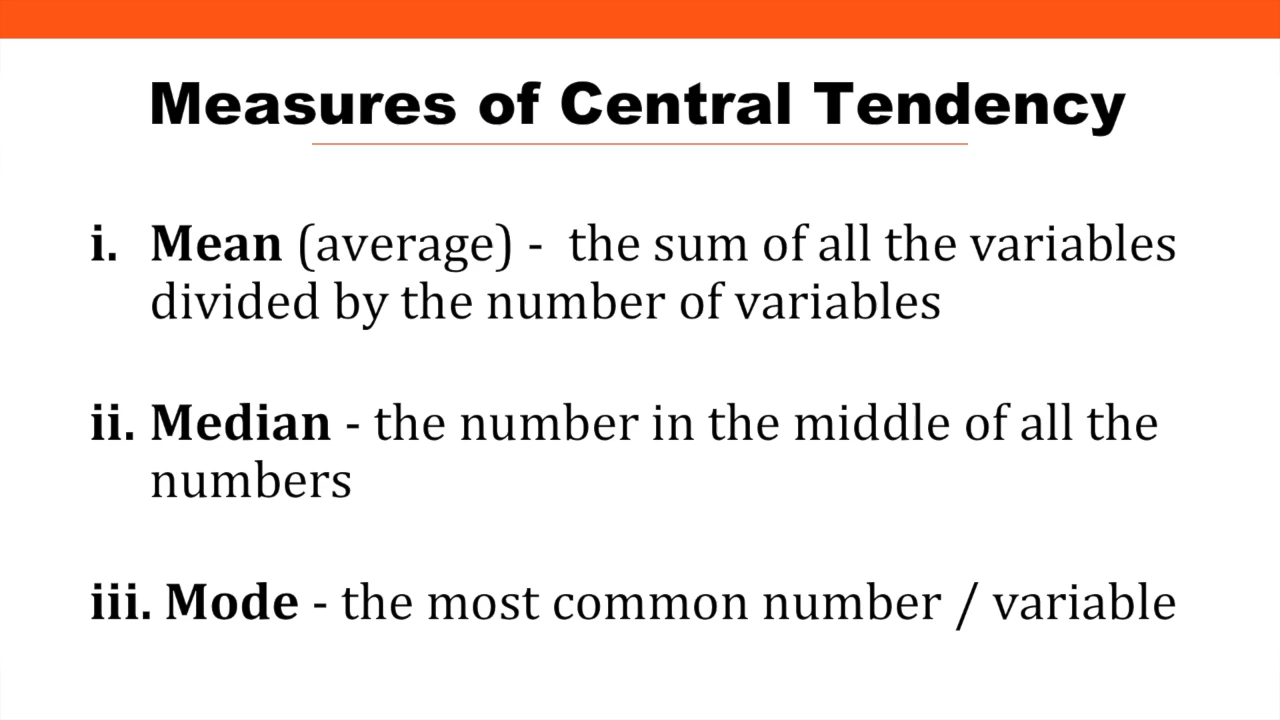 Measures of Central Tendency
i. Mean (average) - the sum of all the variables
divided by the number of variables
ii. Median - the number in the middle of all the
numbers
iii. Mode - the most common number / variable